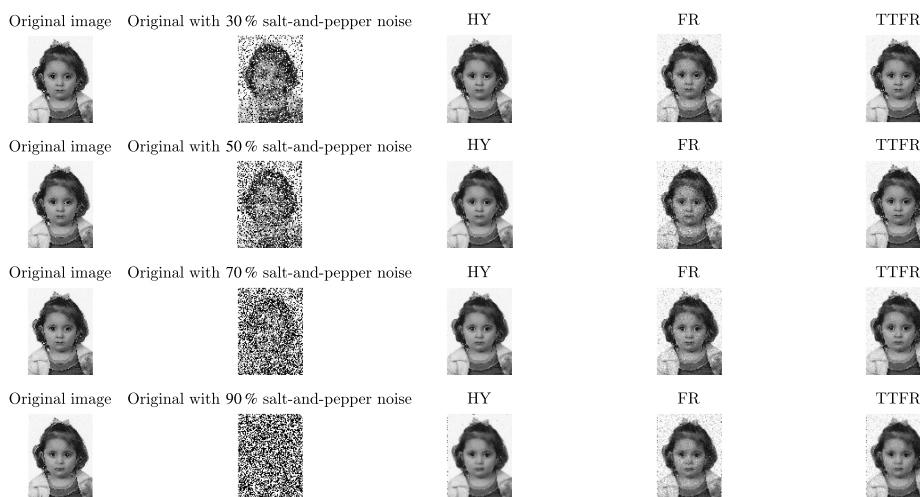 Original image Original with 30 % salt-and-pepper noise HY FR TTFR
Original image Original with 50 % salt-and-pepper noise HY FR TTFR
Original image Original with 70 % salt-and-pepper noise HY FR TTFR
Original image Original with 90 % salt-and-pepper noise HY FR TTFR